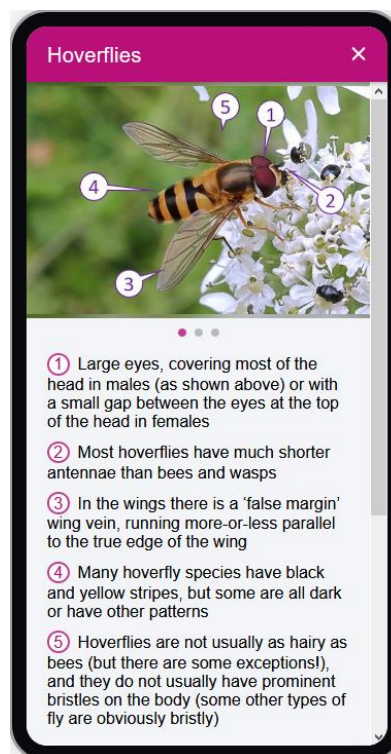 Hoverflies ×
5
1
4
2
3
1 Large eyes, covering most of the
head in males (as shown above) or with
a small gap between the eyes at the top
of the head in females
2 Most hoverflies have much shorter
antennae than bees and wasps
3 In the wings there is a ‘false margin’
wing vein, running more-or-less parallel
to the true edge of the wing
4 Many hoverfly species have black
and yellow stripes, but some are all dark
or have other patterns
5 Hoverflies are not usually as hairy as
bees (but there are some exceptions!),
and they do not usually have prominent
bristles on the body (some other types of
fly are obviously bristly)